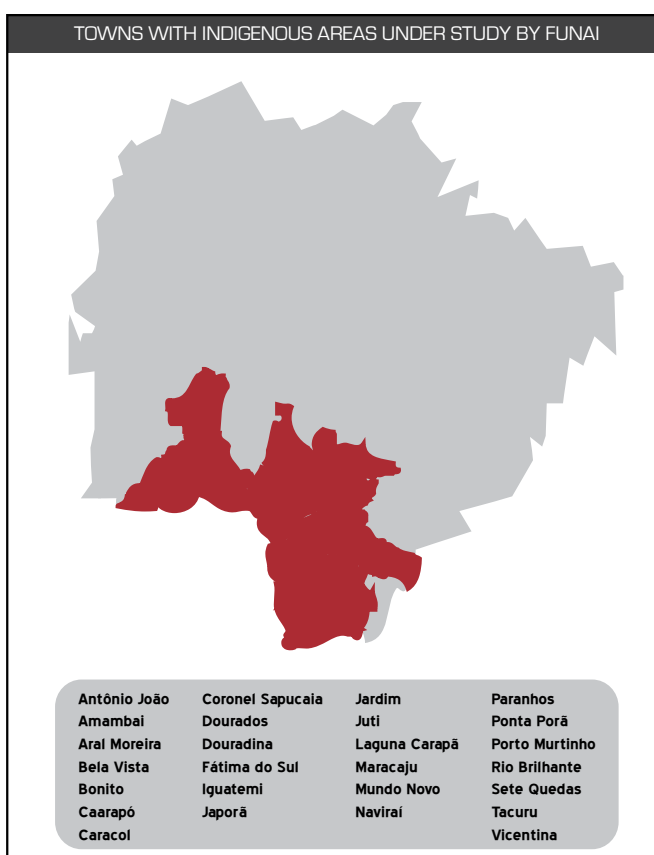 TOWNS WITH INDIGENOUS AREAS UNDER STUDY BY FUNAI
Antônio João
Amambai
Aral Moreira
Bela Vista
Bonito
Caarapó
Caracol
Coronel Sapucaia
Dourados
Douradina
Fátima do Sul
Iguatemi
Japorã
Jardim
Juti
Laguna Carapã
Maracaju
Mundo Novo
Naviraí
Paranhos
Ponta Porã
Porto Murtinho
Rio Brilhante
Sete Quedas
Tacuru
Vicentina